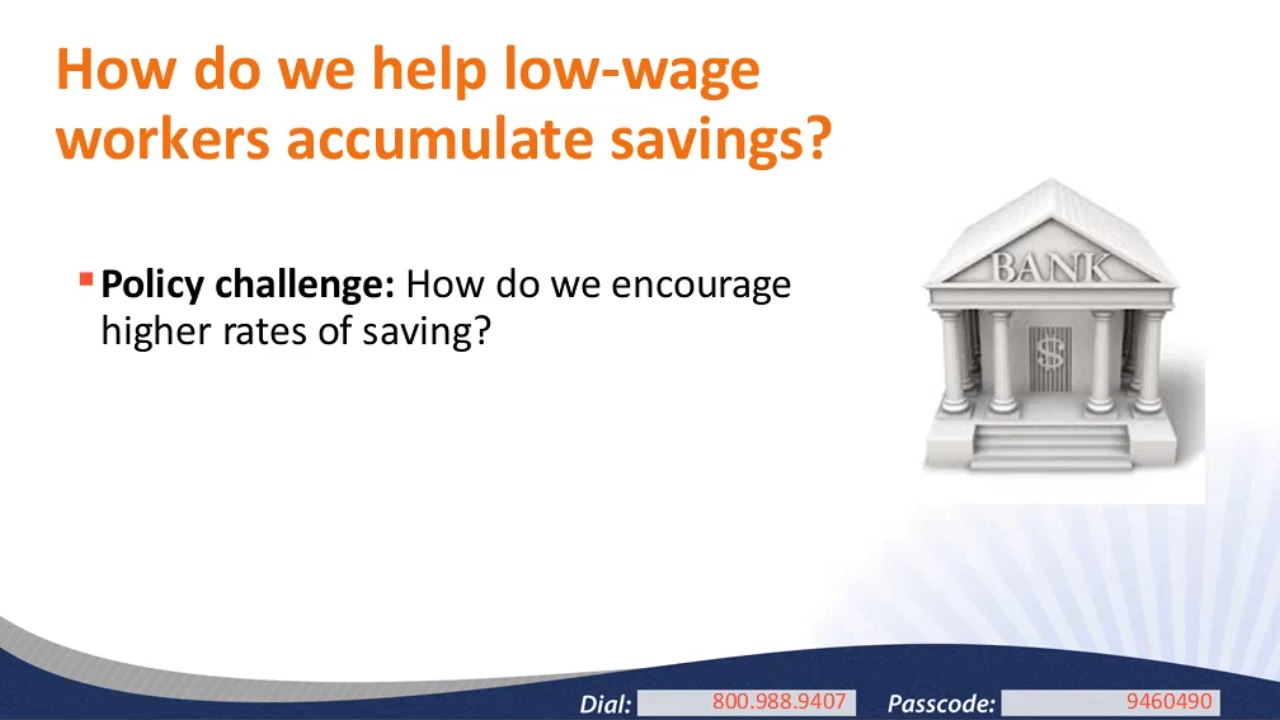 How do we help low-wage
workers accumulate savings?
Policy challenge: How do we encourage
higher rates of saving?
BANK
$
Dial: 800.988.9407 Passcode: 9460490